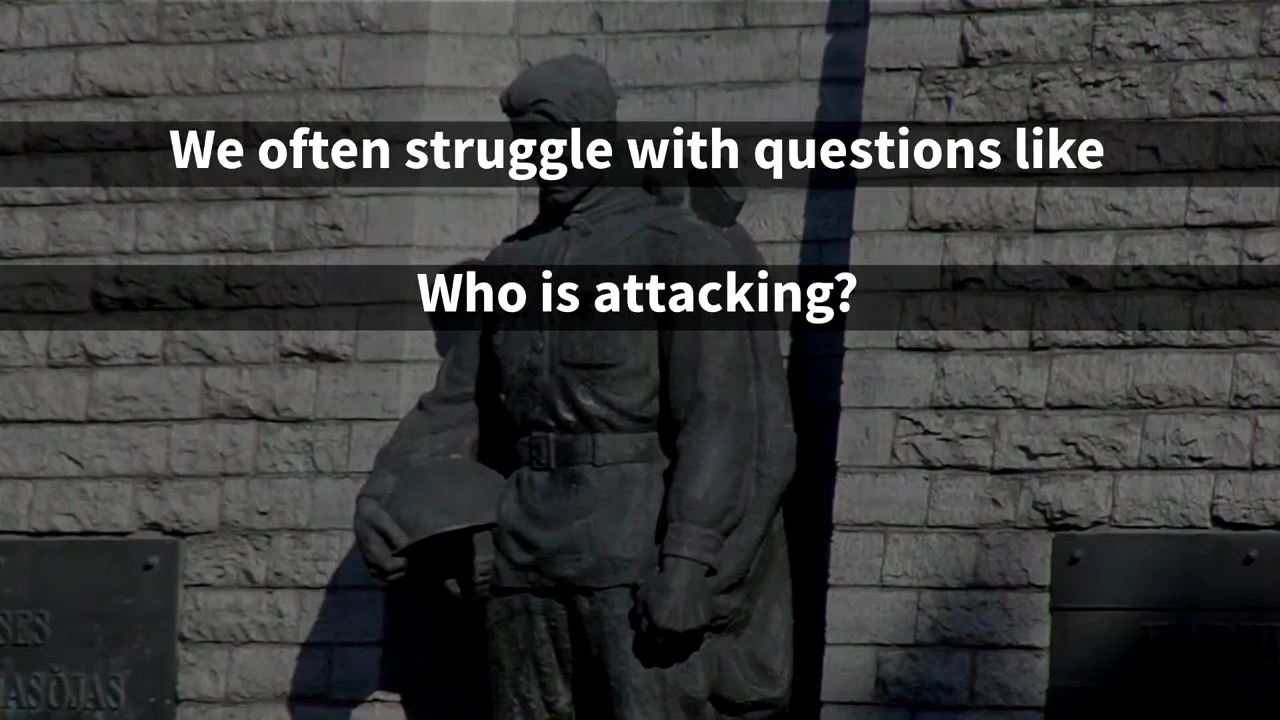 We often struggle with questions like
Who is attacking?
SES
ASÕJAS